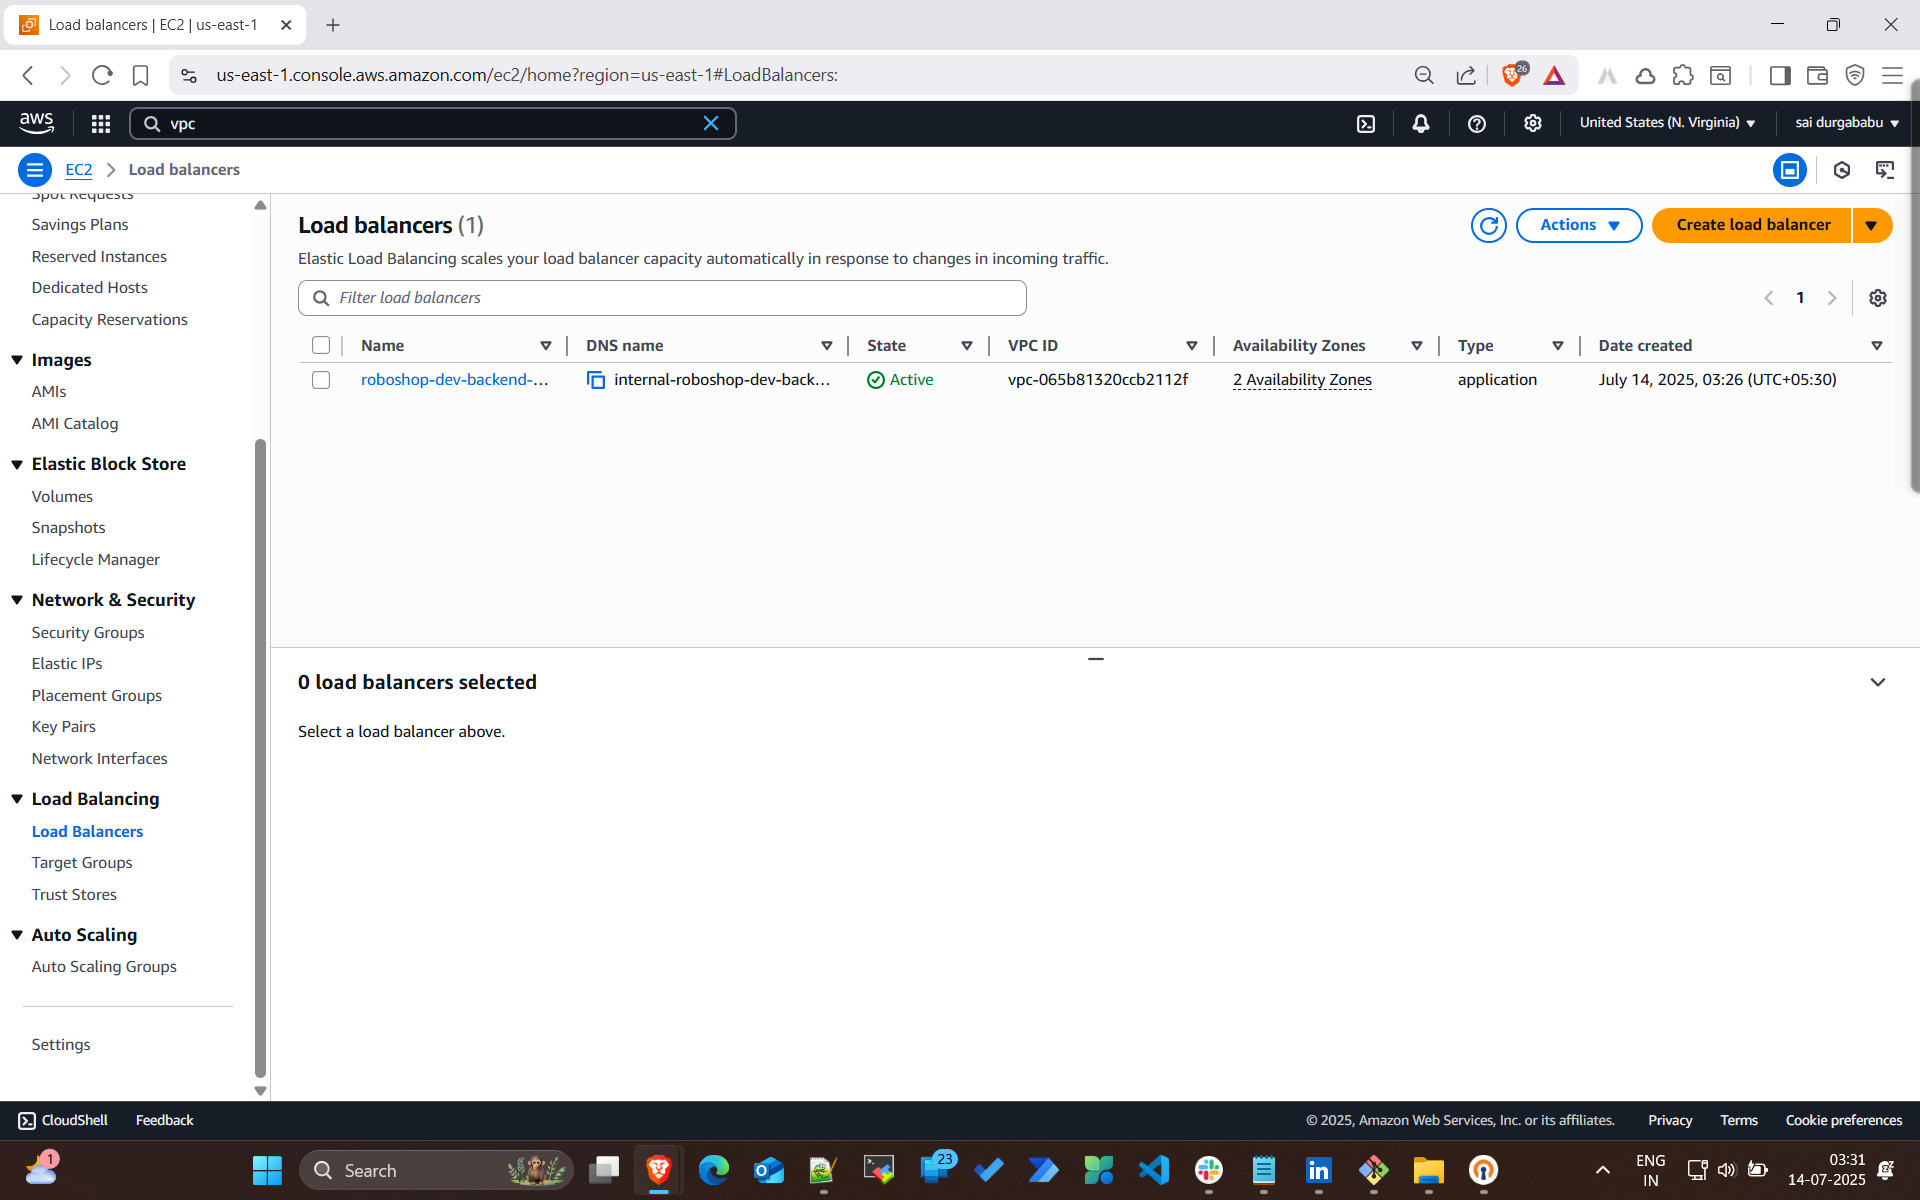 Load balancers | EC2 | us-east-1
us-east-1.console.aws.amazon.com/ec2/home?region=us-east-1#LoadBalancers:
26
aws
vpc
United States (N. Virginia)
sai durgababu
EC2
Load balancers
Spot Requests
Savings Plans
Reserved Instances
Dedicated Hosts
Capacity Reservations
Images
AMIs
AMI Catalog
Elastic Block Store
Volumes
Snapshots
Lifecycle Manager
Network & Security
Security Groups
Elastic IPs
Placement Groups
Key Pairs
Network Interfaces
Load Balancing
Load Balancers
Target Groups
Trust Stores
Auto Scaling
Auto Scaling Groups
Settings
Load balancers (1)
Actions
Create load balancer
Elastic Load Balancing scales your load balancer capacity automatically in response to changes in incoming traffic.
Filter load balancers
1
Name DNS name State VPC ID Availability Zones Type Date created
roboshop-dev-backend-... internal-roboshop-dev-back... Active vpc-065b81320ccb2112f 2 Availability Zones application July 14, 2025, 03:26 (UTC+05:30)
0 load balancers selected
Select a load balancer above.
CloudShell Feedback
© 2025, Amazon Web Services, Inc. or its affiliates. Privacy Terms Cookie preferences
1
Search
23
in
ENG
IN
03:31
14-07-2025